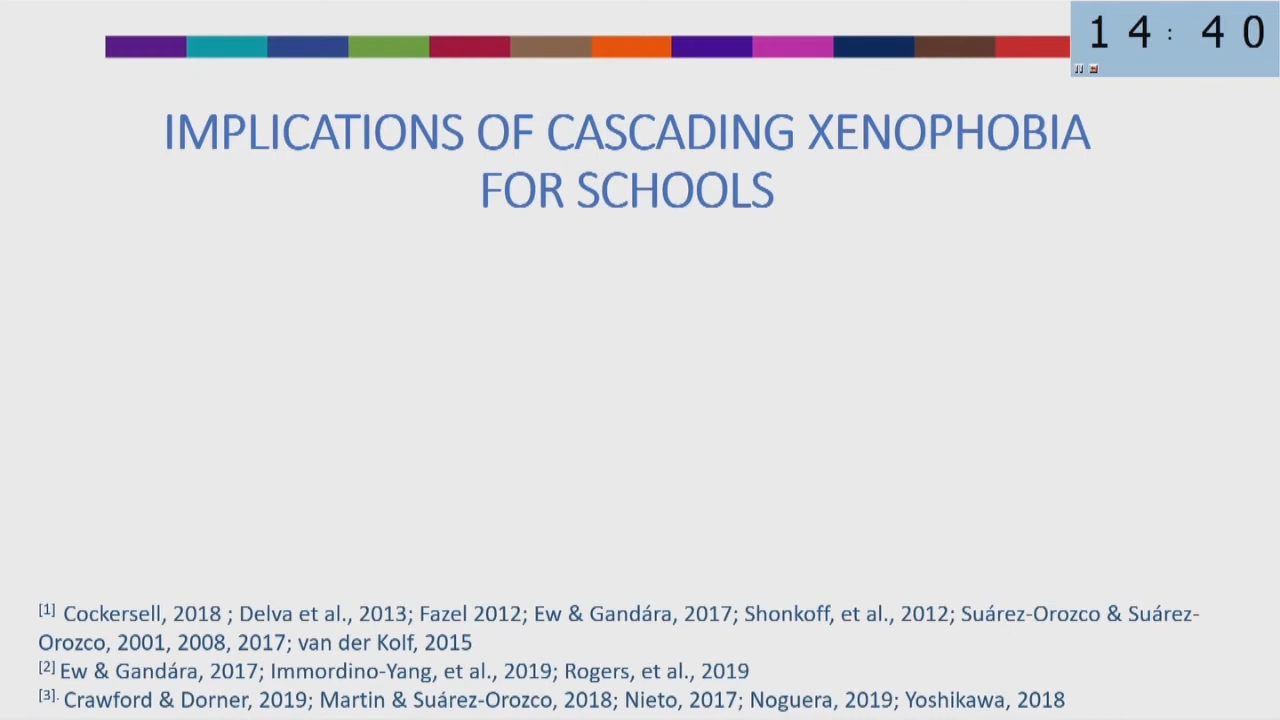 14: 40
IMPLICATIONS OF CASCADING XENOPHOBIA
FOR SCHOOLS
[1] Cockersell, 2018 ; Delva et al., 2013; Fazel 2012; Ew & Gandára, 2017; Shonkoff, et al., 2012; Suárez-Orozco & Suárez-
Orozco, 2001, 2008, 2017; van der Kolf, 2015
[2] Ew & Gandára, 2017; Immordino-Yang, et al., 2019; Rogers, et al., 2019
[3]. Crawford & Dorner, 2019; Martin & Suárez-Orozco, 2018; Nieto, 2017; Noguera, 2019; Yoshikawa, 2018